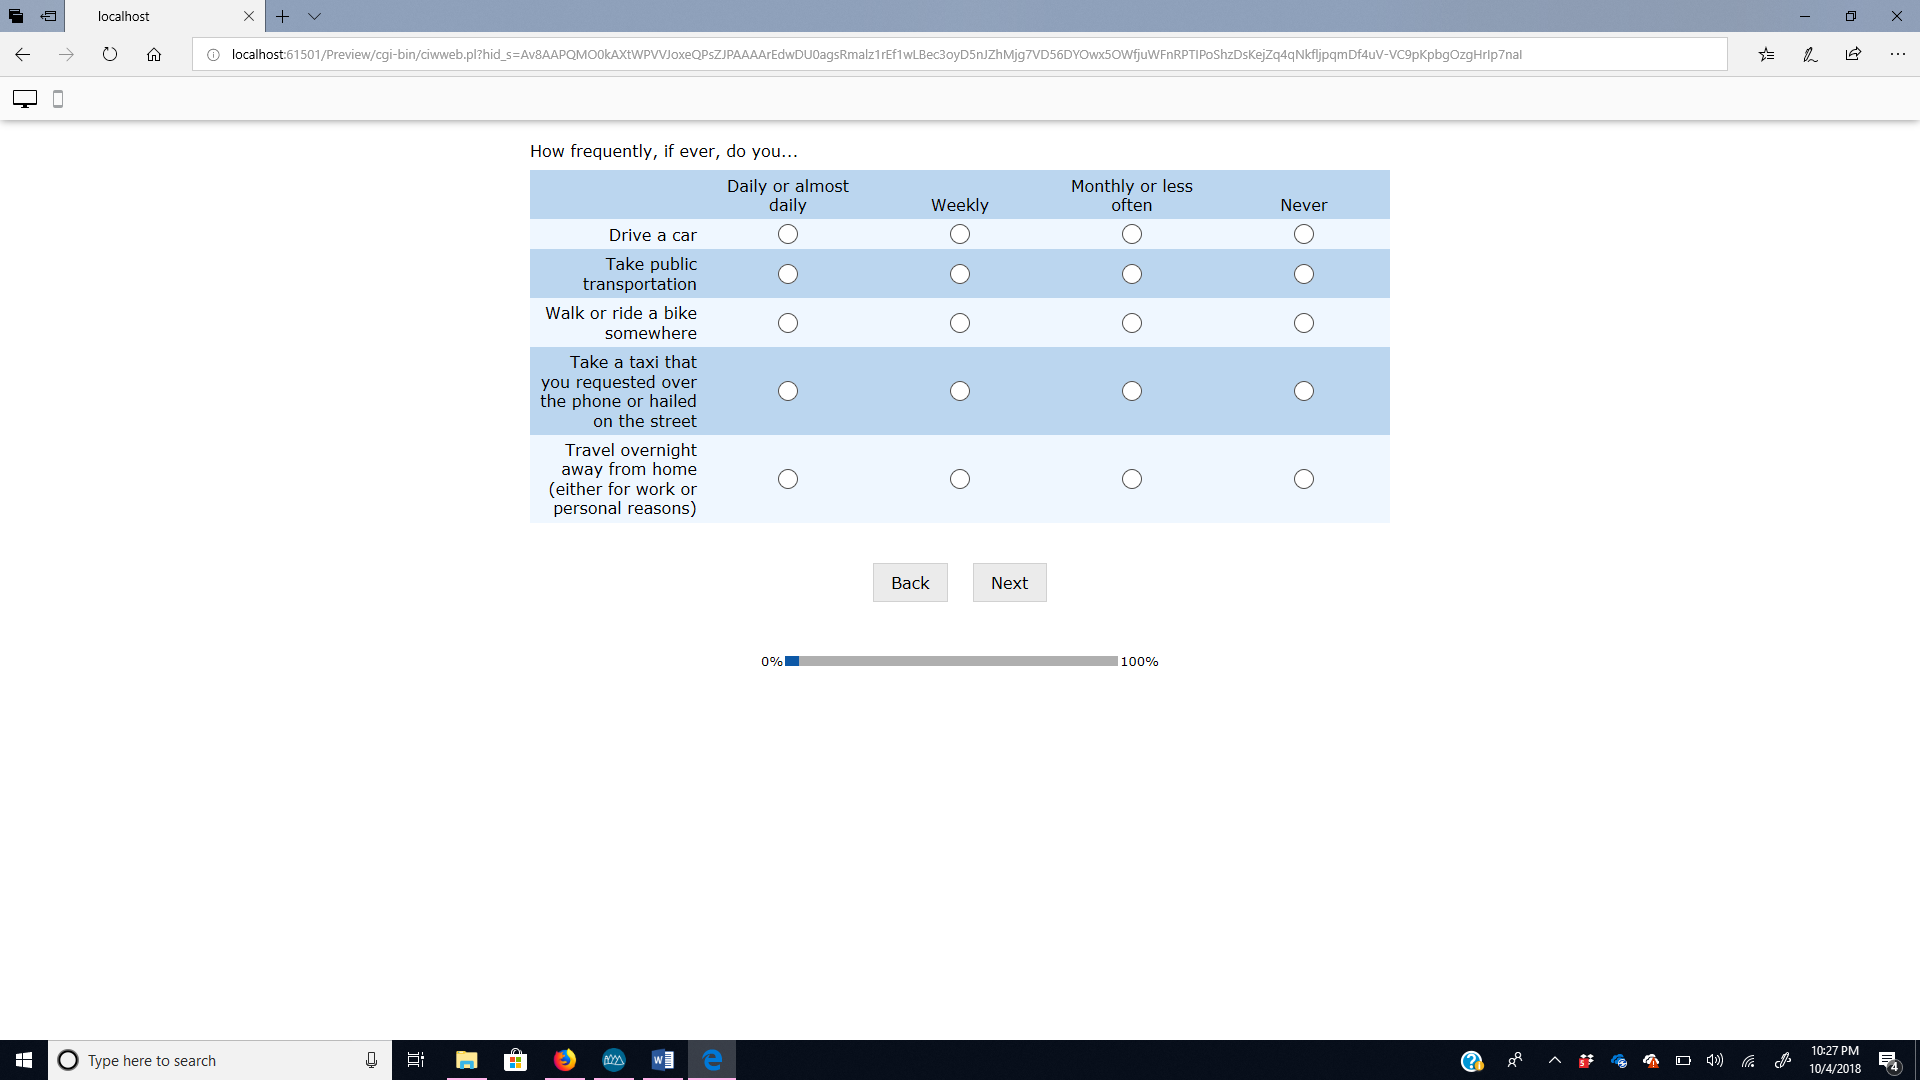 localhost
localhost:61501/Preview/cgi-bin/ciwweb.pl?hid_s=Av8AAPQMO0kAXtWPVVJoxeQPsZJPAAAArEdwDU0agsRmalz1rEf1wLBec3oyD5nJZhMjg7VD56DYOwx5OWfjuWFnRPTIPoShzDsKejZq4qNkfljpqmDf4uV-VC9pKpbgOzgHrIp7naI
How frequently, if ever, do you...
Daily or almost
daily
Weekly
Monthly or less
often
Never
Drive a car
Take public
transportation
Walk or ride a bike
somewhere
Take a taxi that
you requested over
the phone or hailed
on the street
Travel overnight
away from home
(either for work or
personal reasons)
Back Next
0% 100%
Type here to search
10:27 PM
10/4/2018
4